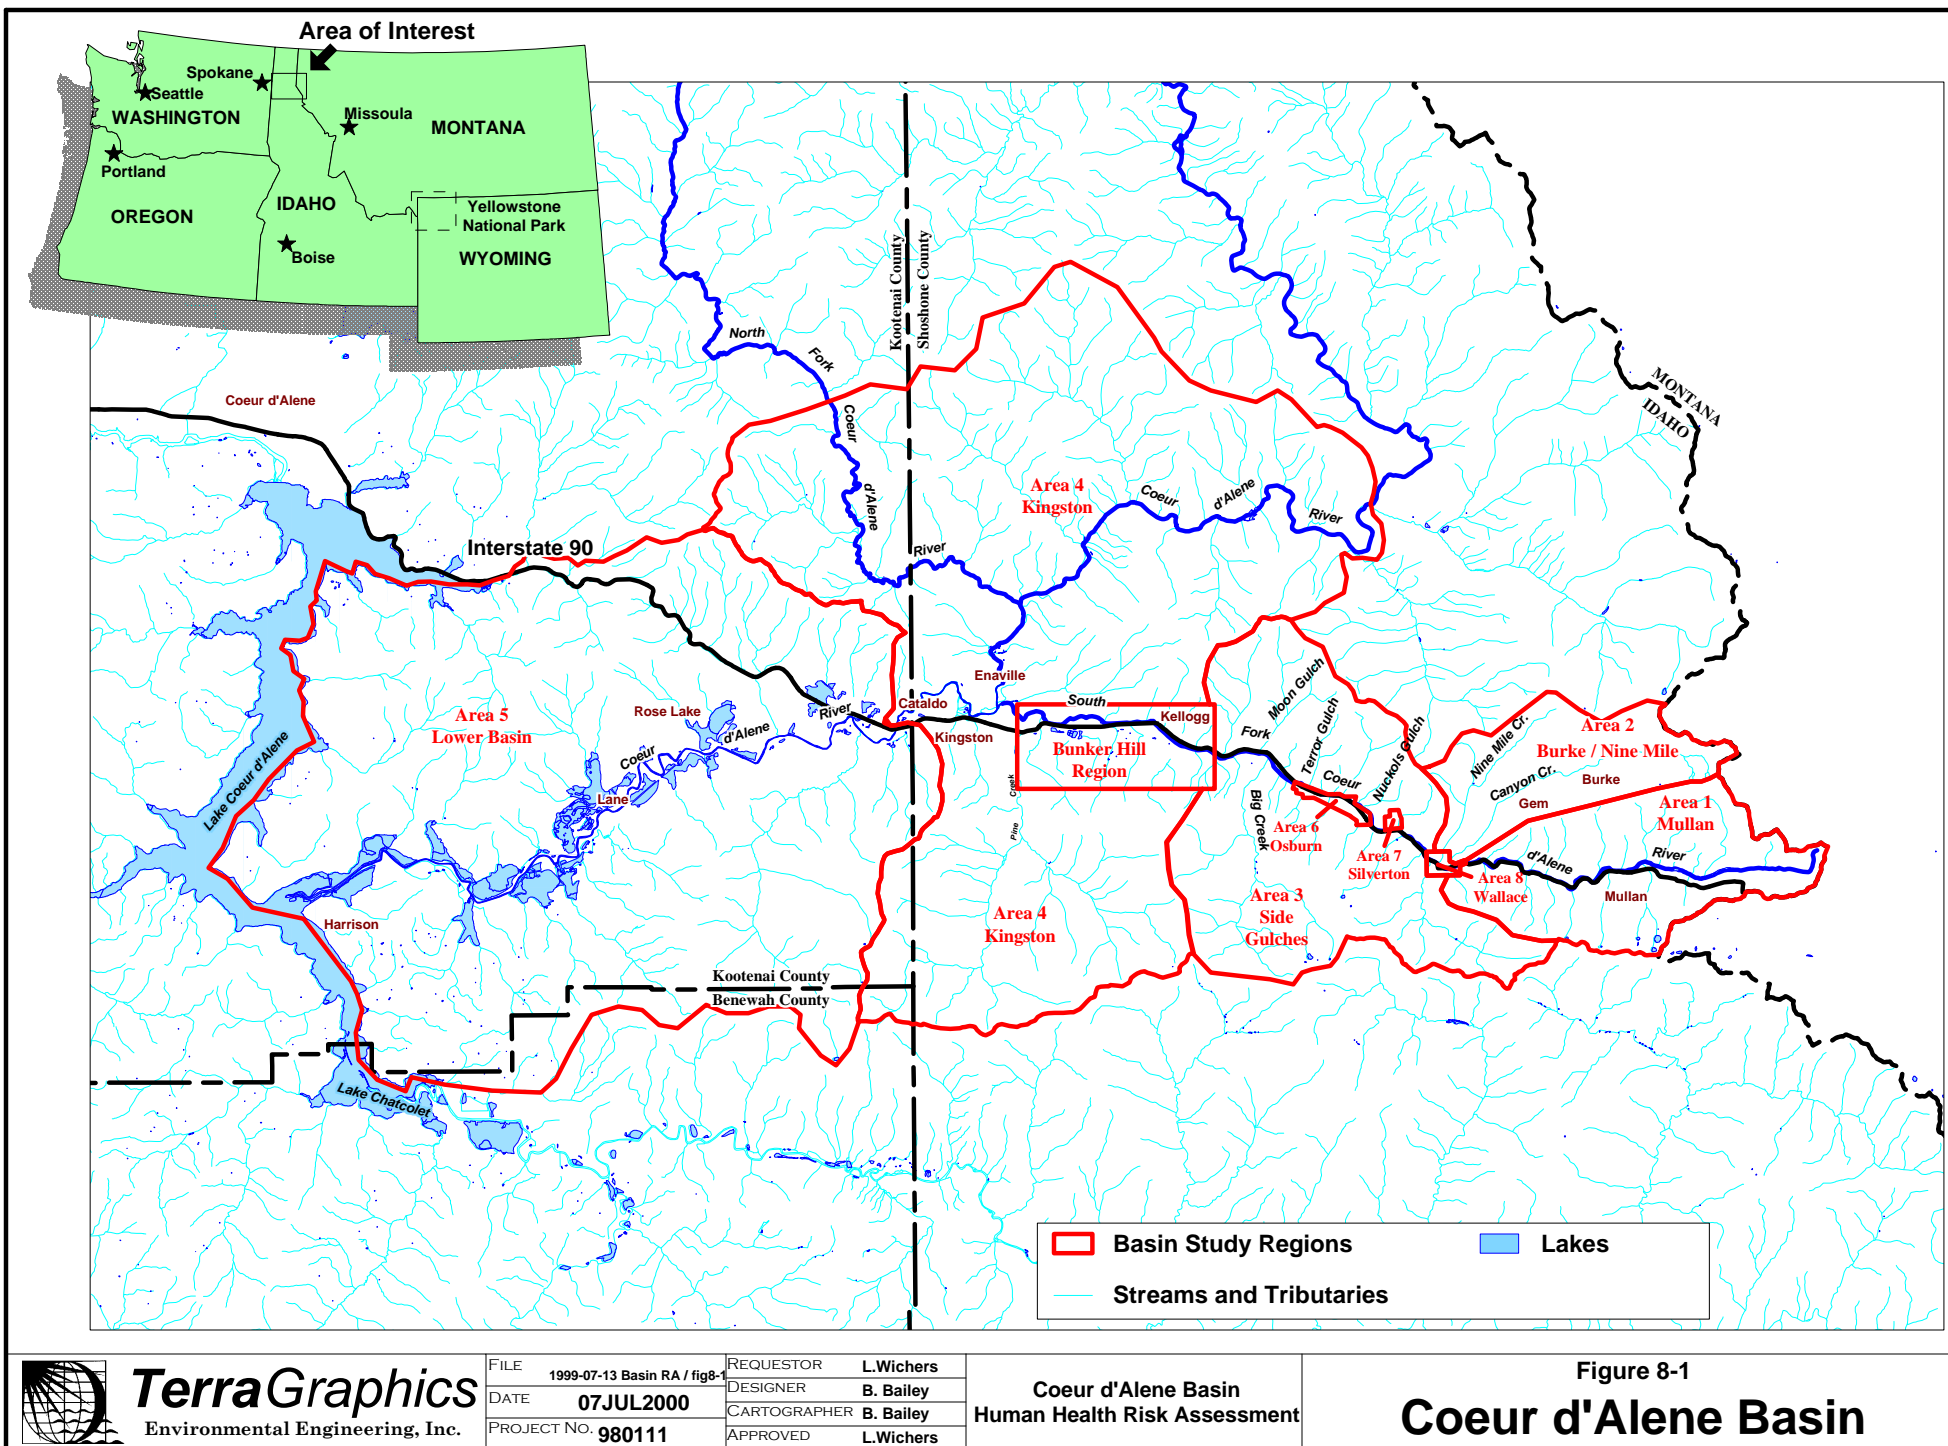 Area of Interest
Spokane
Seattle
WASHINGTON
Missoula
MONTANA
Portland
OREGON
IDAHO
Yellowstone
National Park
Boise
WYOMING
Kootenai County
Shoshone County
North
Fork
Coeur
d'Alene
River
MONTANA
IDAHO
Coeur d'Alene
Interstate 90
Area 4
Kingston
Coeur
d'Alene
River
Enaville
Cataldo
Kingston
South
Kellogg
Bunker Hill
Region
Fork
Moon Gulch
Terror Gulch
Nuckols Gulch
Coeur
Nine Mile Cr.
Area 2
Burke / Nine Mile
Canyon Cr.
Burke
Gem
Area 1
Mullan
Area 5
Lower Basin
Rose Lake
Coeur
d'Alene
River
Lane
Lake Coeur d'Alene
Harrison
Pine
Creek
Big Creek
Area 6
Osburn
Area 7
Silverton
Area 8
Wallace
d'Alene
River
Mullan
Area 3
Side
Gulches
Area 4
Kingston
Kootenai County
Benewah County
Lake Chatcolet
Basin Study Regions
Lakes
Streams and Tributaries
TerraGraphics
Environmental Engineering, Inc.
FILE 1999-07-13 Basin RA / fig8-1
DATE 07JUL2000
PROJECT NO. 980111
REQUESTOR L.Wichers
DESIGNER B. Bailey
CARTOGRAPHER B. Bailey
APPROVED L.Wichers
Coeur d'Alene Basin
Human Health Risk Assessment
Figure 8-1
Coeur d'Alene Basin